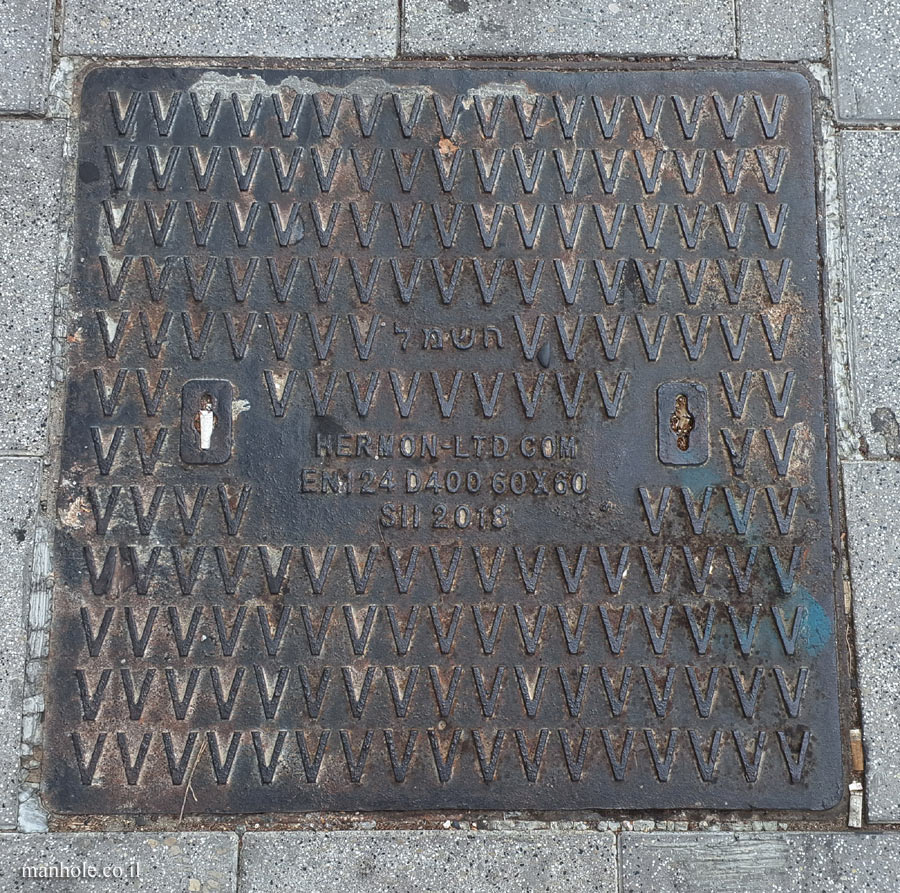 חשמל
HERMON-LTD.COM
EN124 D400 60X60
SII 2018
manhole.co.il